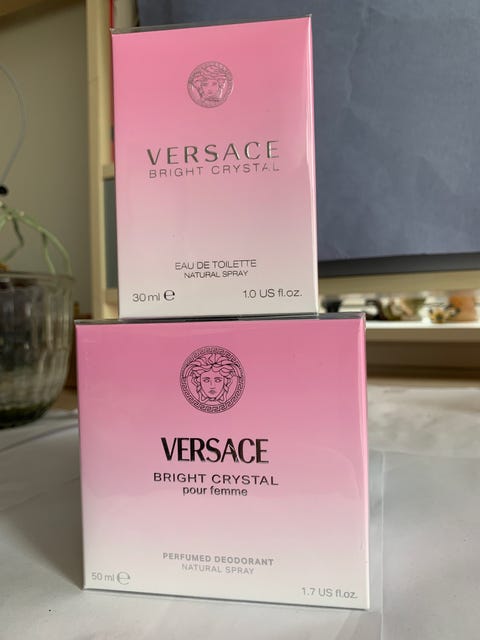 VERSACE
BRIGHT CRYSTAL
EAU DE TOILETTE
NATURAL SPRAY
30 ml ℮ 1.0 US fl.oz.
VERSACE
BRIGHT CRYSTAL
pour femme
PERFUMED DEODORANT
NATURAL SPRAY
50 ml ℮ 1.7 US fl.oz.